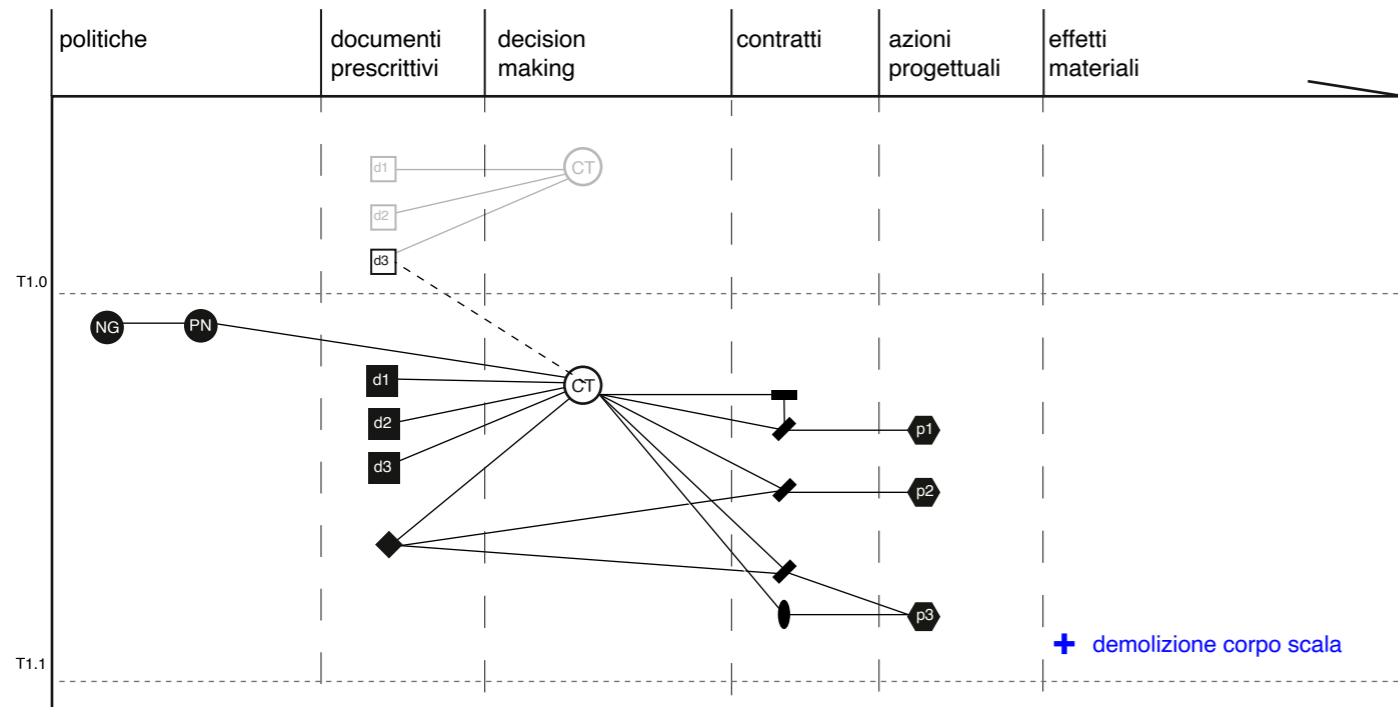 politiche
documenti
prescrittivi
decision
making
contratti
azioni
progettuali
effetti
materiali
d1
CT
d2
d3
T1.0
NG
PN
d1
CT
d2
p1
d3
p2
p3
demolizione corpo scala
T1.1